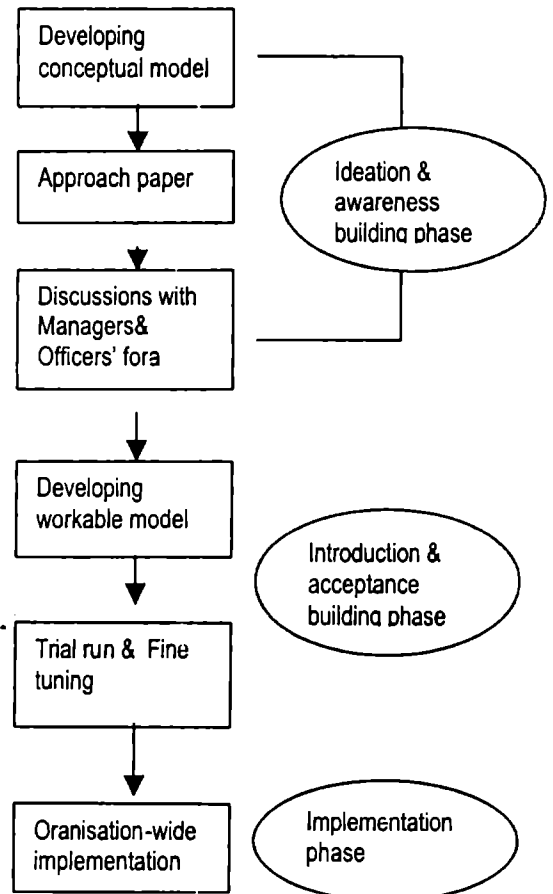 Developing
conceptual model
Approach paper
Ideation &
awareness
building phase
Discussions with
Managers&
Officers' fora
Developing
workable model
Introduction &
acceptance
building phase
Trial run & Fine
tuning
Oranisation-wide
implementation
Implementation
phase